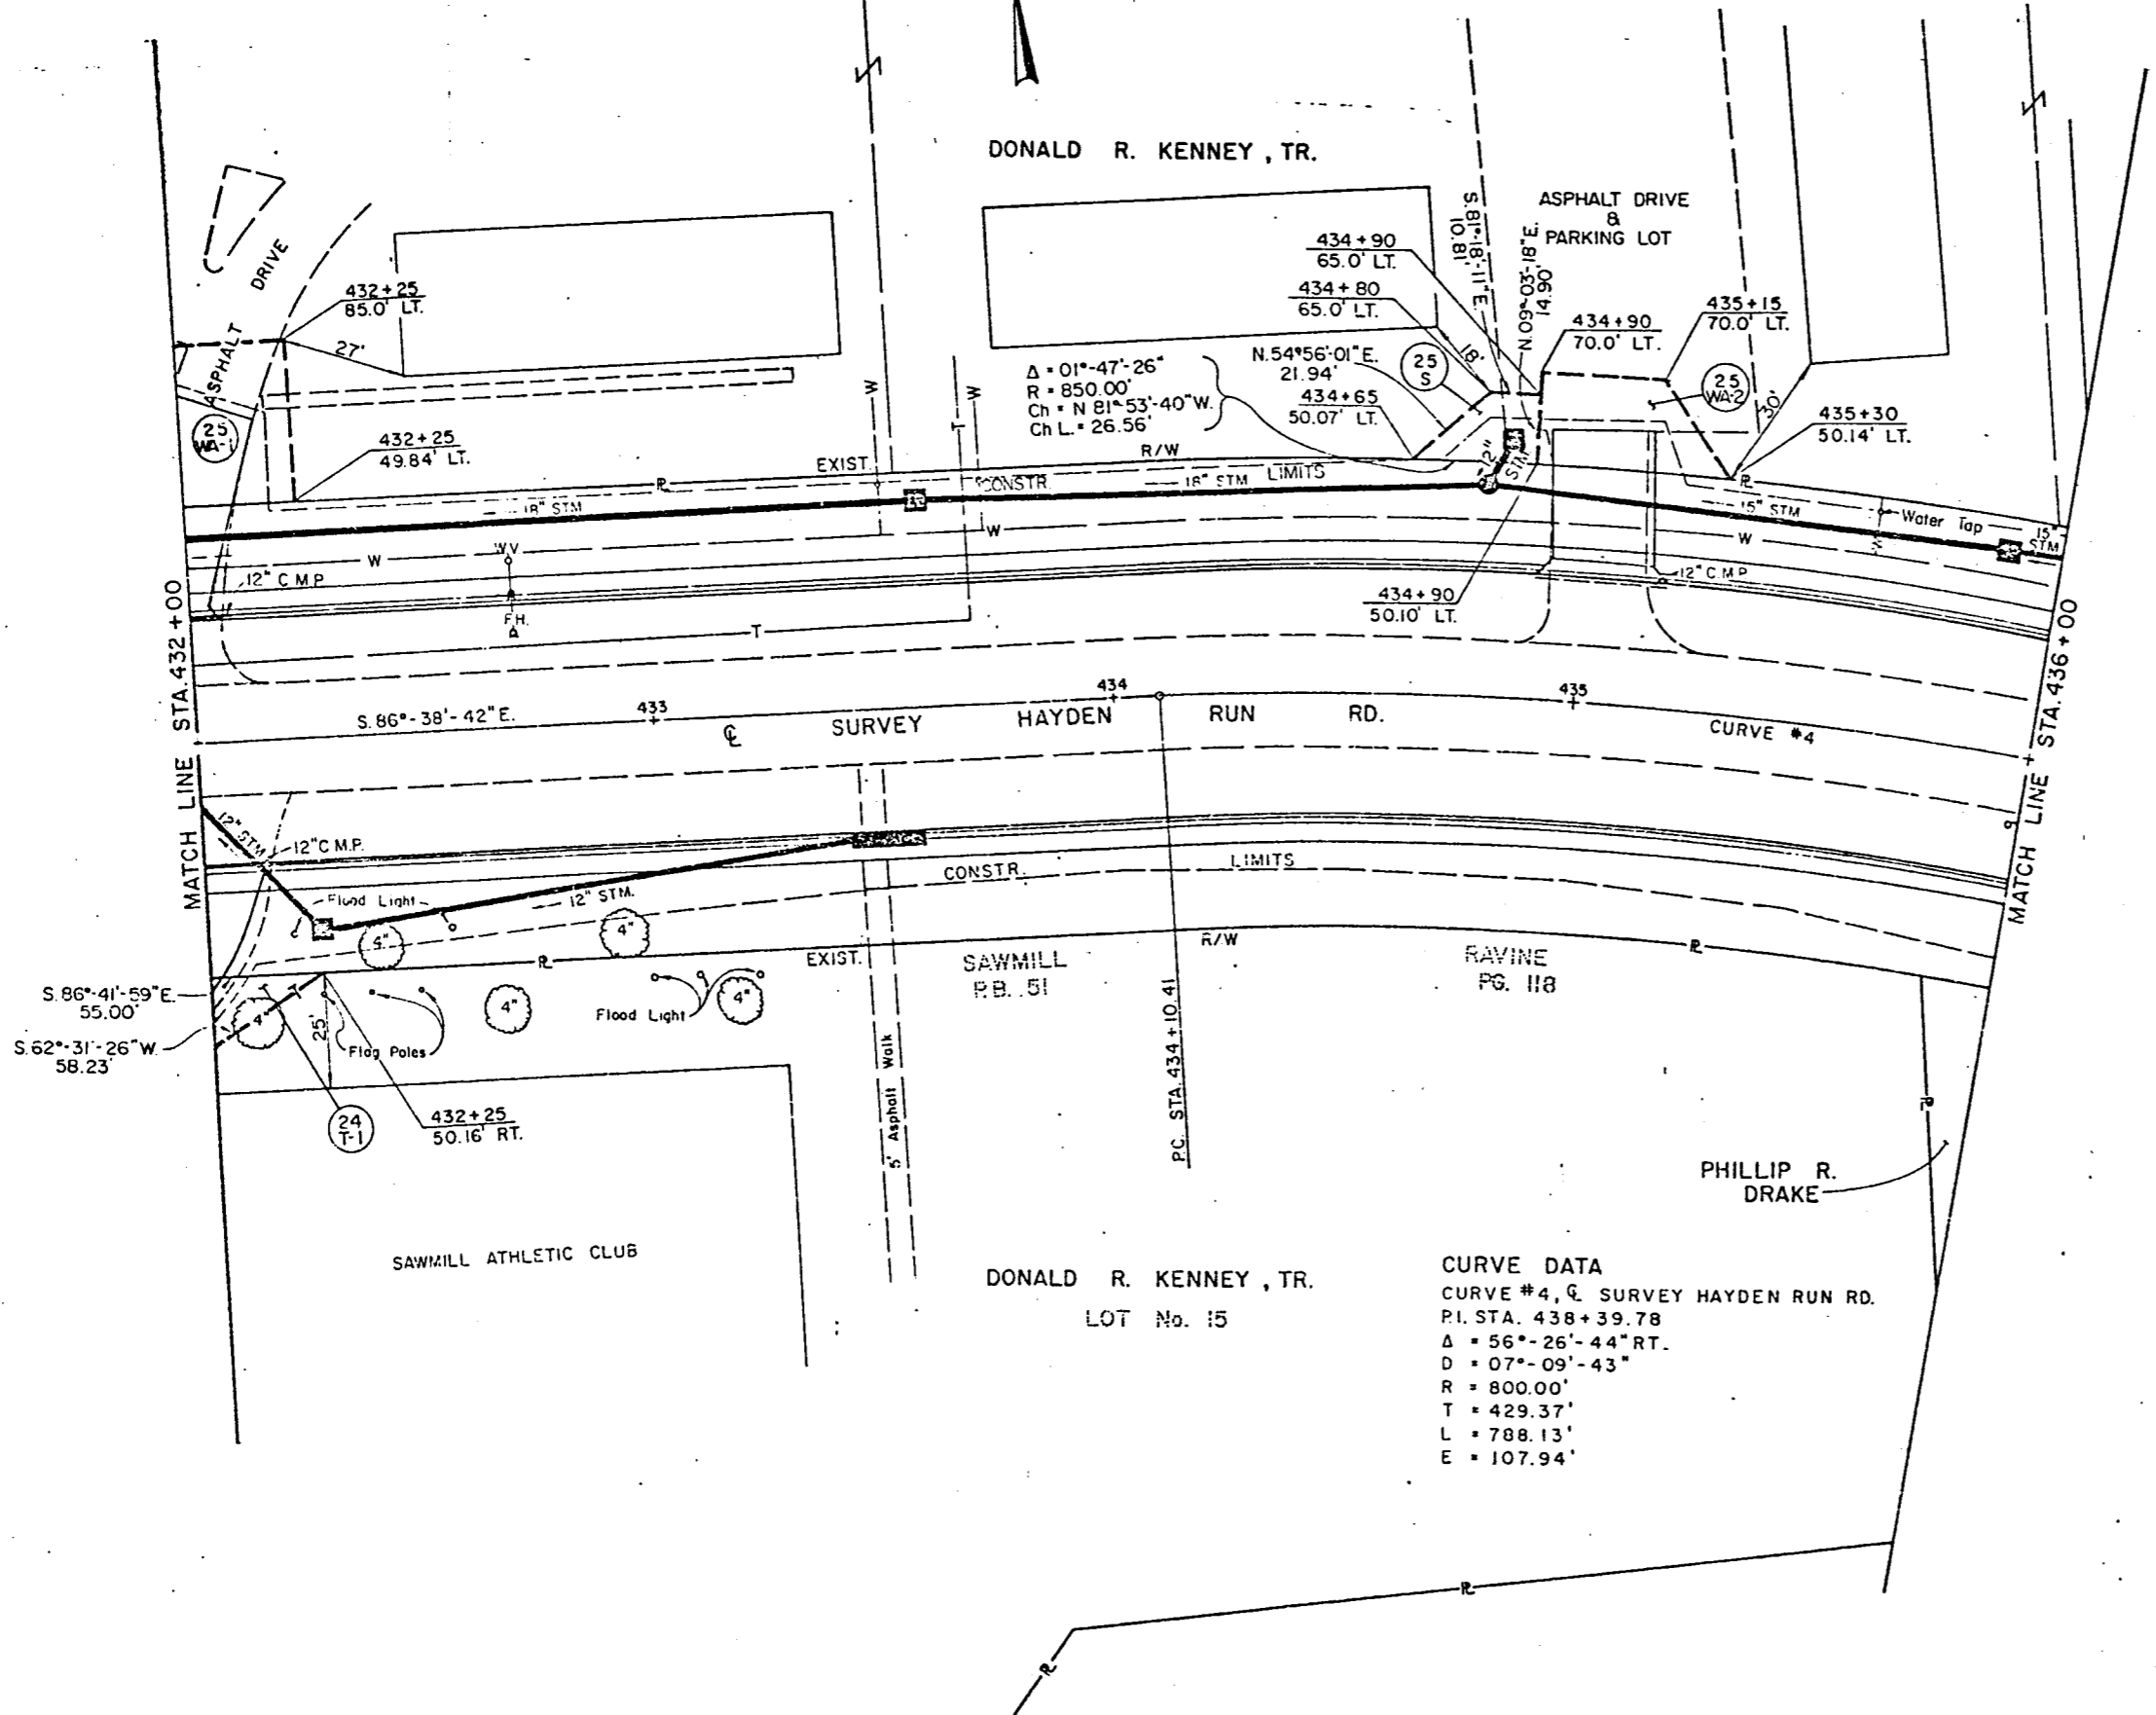 DONALD R. KENNEY , TR.
ASPHALT DRIVE
&
PARKING LOT
S.81°-18'-11"E.
10.81'
N.09°-03'-18"E.
14.90'
434+90
65.0' LT.
434+80
65.0' LT.
434+90
70.0' LT.
435+15
70.0' LT.
432+25
85.0' LT.
ASPHALT DRIVE
27'
Δ = 01°-47'-26"
R = 850.00'
Ch = N 81°-53'-40"W.
Ch L. = 26.56'
N.54°56'-01"E.
21.94'
25
S
18'
25
WA-2
30'
434+65
50.07' LT.
435+30
50.14' LT.
25
WA-1
432+25
49.84' LT.
W
W
T
EXIST.
R/W
CONSTR.
LIMITS
12"
STM
18" STM
18" STM
15" STM
Water Tap
15"
STM
W
W
W
W
W.V.
F.H.
12" C.M.P.
12" C.M.P.
434+90
50.10' LT.
T
MATCH LINE STA. 432+00
S.86°-38'-42"E.
433
434
435
SURVEY HAYDEN RUN RD.
CURVE #4
MATCH LINE STA. 436+00
12" STM
12" C.M.P.
Flood Light
12" STM.
CONSTR.
LIMITS
4"
4"
EXIST.
R/W
SAWMILL
P.B. 51
RAVINE
PG. 118
S.86°-41'-59"E.
55.00'
S.62°-31'-26"W.
58.23'
4"
4"
4"
25'
Flag Poles
Flood Light
24
T-1
432+25
50.16' RT.
5' Asphalt Walk
P.C. STA. 434+10.41
PHILLIP R.
DRAKE
SAWMILL ATHLETIC CLUB
DONALD R. KENNEY , TR.
LOT No. 15
CURVE DATA
CURVE #4, ℄ SURVEY HAYDEN RUN RD.
P.I. STA. 438+39.78
Δ = 56°-26'-44" RT.
D = 07°-09'-43"
R = 800.00'
T = 429.37'
L = 788.13'
E = 107.94'